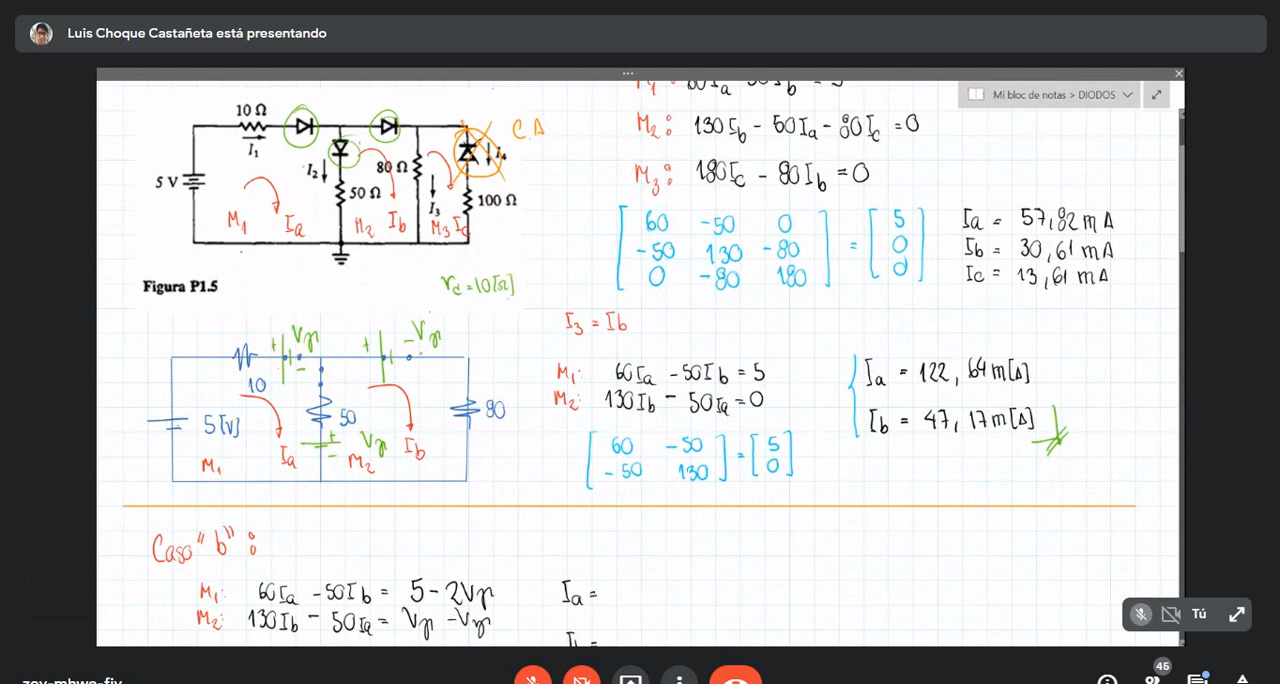 Luis Choque Castañeta está presentando
Mi bloc de notas > DIODOS
M₂: 130Ib - 50Ia - 80Ic = 0
M₃: 180Ic - 80Ib = 0
60 -50 0
-50 130 -80
0 -80 180
=
5
0
0
Ia = 57,82 mA
Ib = 30,61 mA
Ic = 13,61 mA
10 Ω
I₁
5 V
I₂
50 Ω
80 Ω
I₃
I₄
100 Ω
C.A
M₁ Ia
M₂ Ib
M₃ Ic
Figura P1.5
rd = 10[Ω]
I₃ = Ib
M₁: 60Ia - 50Ib = 5
M₂: 130Ib - 50Ia = 0
60 -50
-50 130
=
5
0
Ia = 122,64 m[A]
Ib = 47,17 m[A]
+ Vγ -
+ - Vγ
10
5[V]
50
80
+ Vγ -
M₁ Ia
M₂ Ib
Caso "b":
M₁: 60Ia - 50Ib = 5 - 2Vγ
M₂: 130Ib - 50Ia = Vγ - Vγ
Ia =
Tú
45